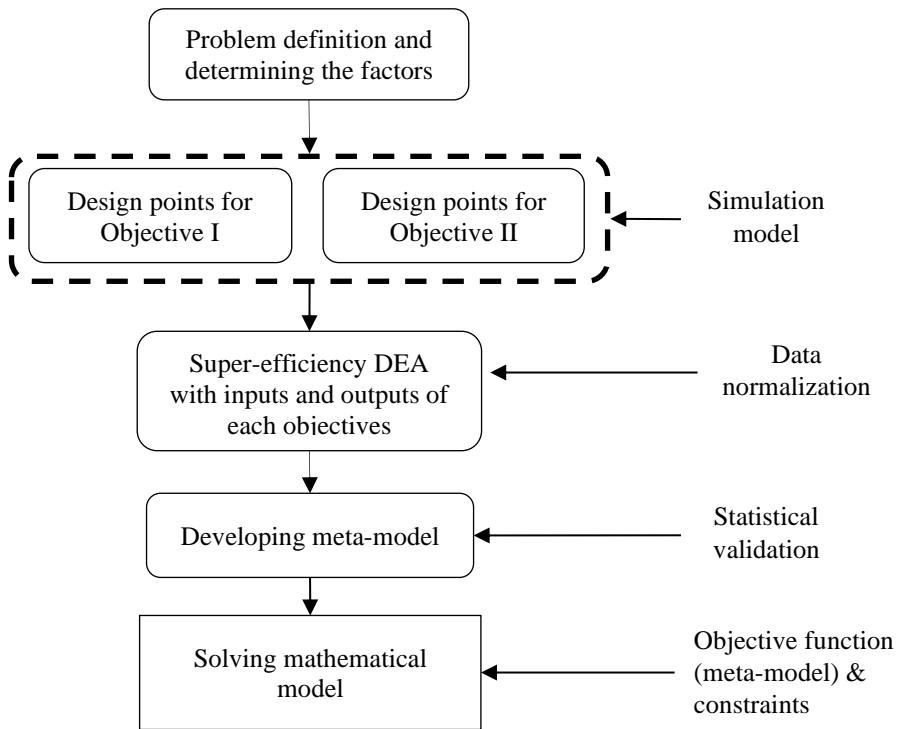 Problem definition and
determining the factors
Design points for
Objective I
Design points for
Objective II
Simulation
model
Super-efficiency DEA
with inputs and outputs of
each objectives
Data
normalization
Developing meta-model
Statistical
validation
Solving mathematical
model
Objective function
(meta-model) &
constraints